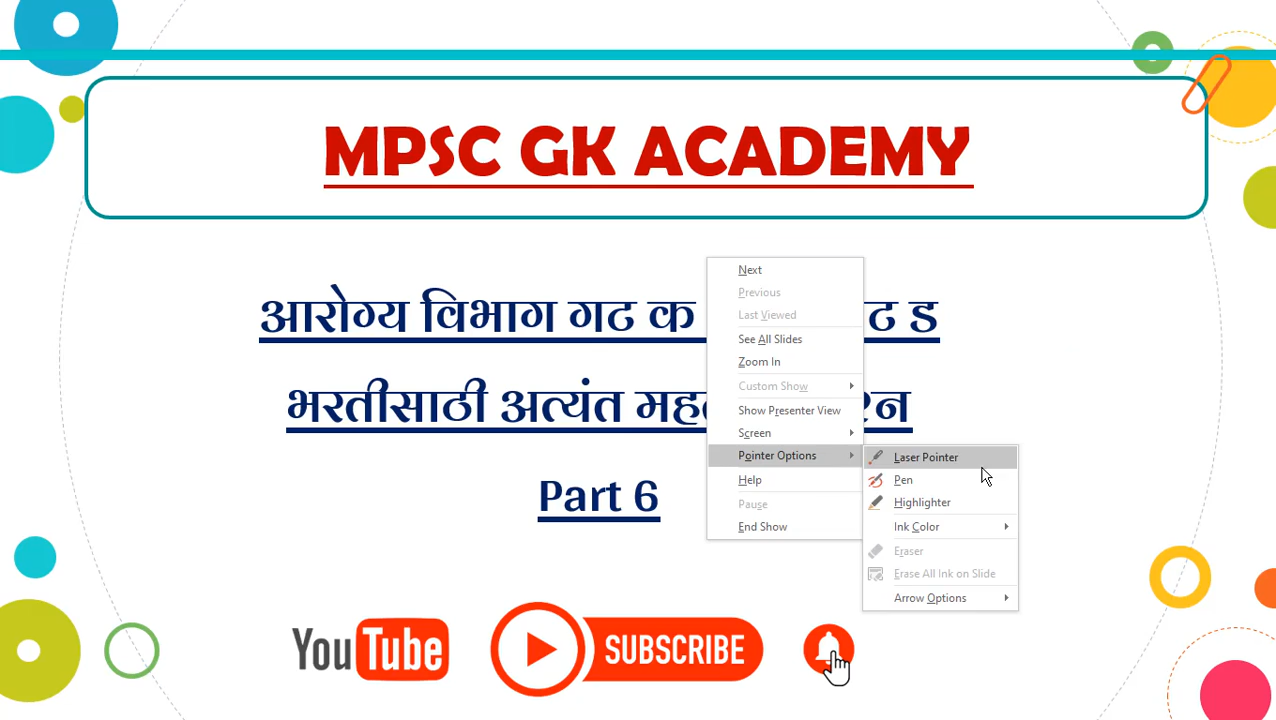 MPSC GK ACADEMY
आरोग्य विभाग गट क ट ड
भरतीसाठी अत्यंत
Part 6
Next
Previous
Last Viewed
See All Slides
Zoom In
Custom Show
Show Presenter View
Screen
Pointer Options
Help
Pause
End Show
Laser Pointer
Pen
Highlighter
Ink Color
Eraser
Erase All Ink on Slide
Arrow Options
YouTube
SUBSCRIBE